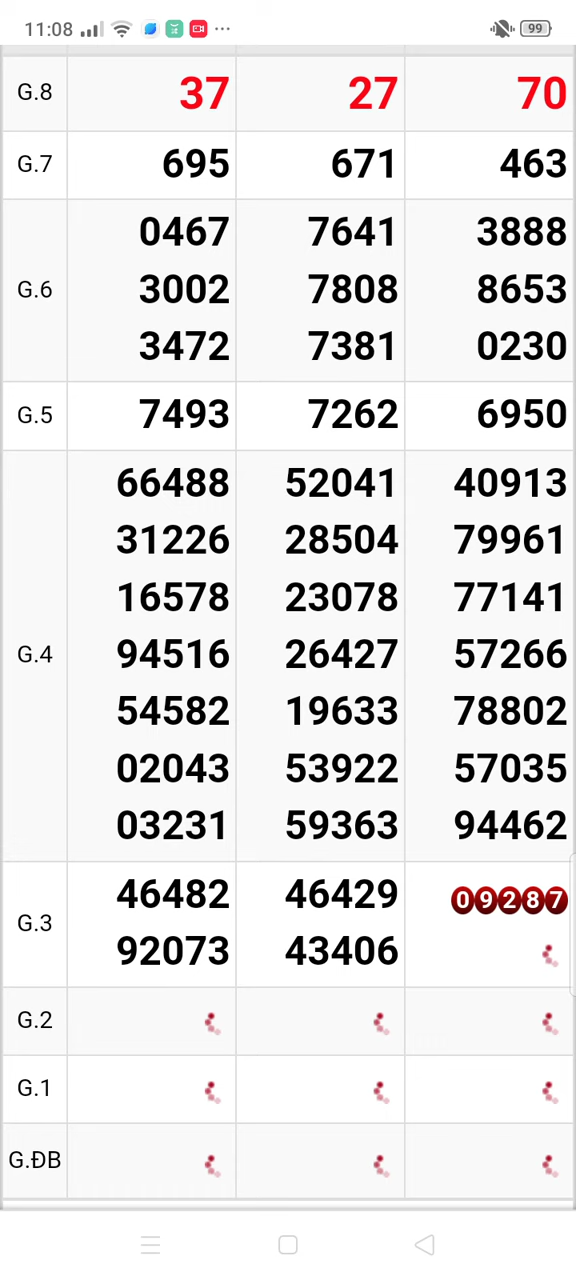 11:08 99
G.8 37 27 70
G.7 695 671 463
0467 7641 3888
G.6 3002 7808 8653
3472 7381 0230
G.5 7493 7262 6950
66488 52041 40913
31226 28504 79961
16578 23078 77141
G.4 94516 26427 57266
54582 19633 78802
02043 53922 57035
03231 59363 94462
G.3 46482 46429 09287
92073 43406
G.2
G.1
G.ĐB